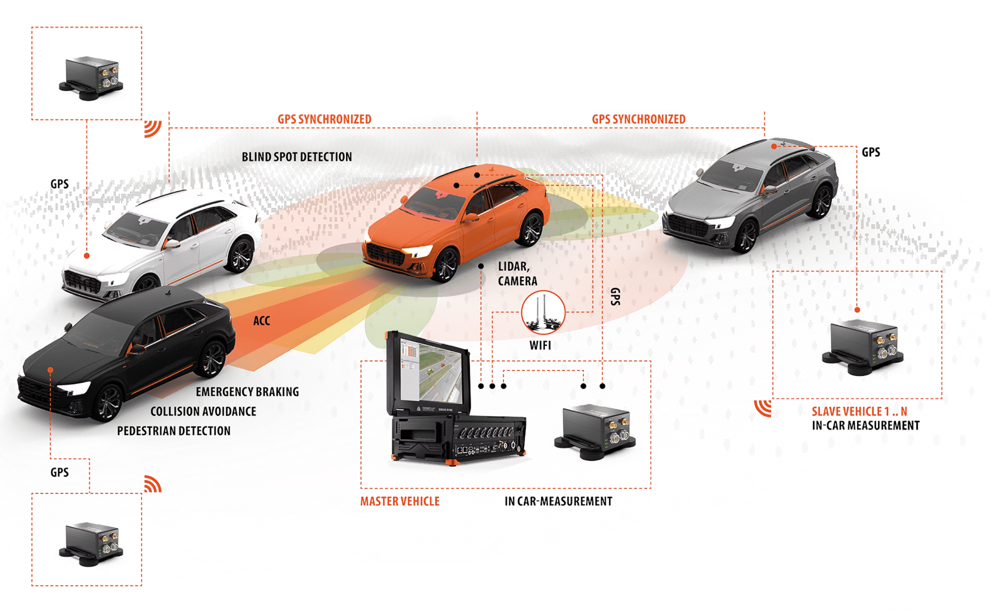 GPS SYNCHRONIZED
GPS SYNCHRONIZED
BLIND SPOT DETECTION
GPS
GPS
LIDAR,
CAMERA
GPS
ACC
WIFI
EMERGENCY BRAKING
COLLISION AVOIDANCE
PEDESTRIAN DETECTION
GPS
DEWESoft
SLAVE VEHICLE 1 .. N
IN-CAR MEASUREMENT
MASTER VEHICLE
IN CAR-MEASUREMENT